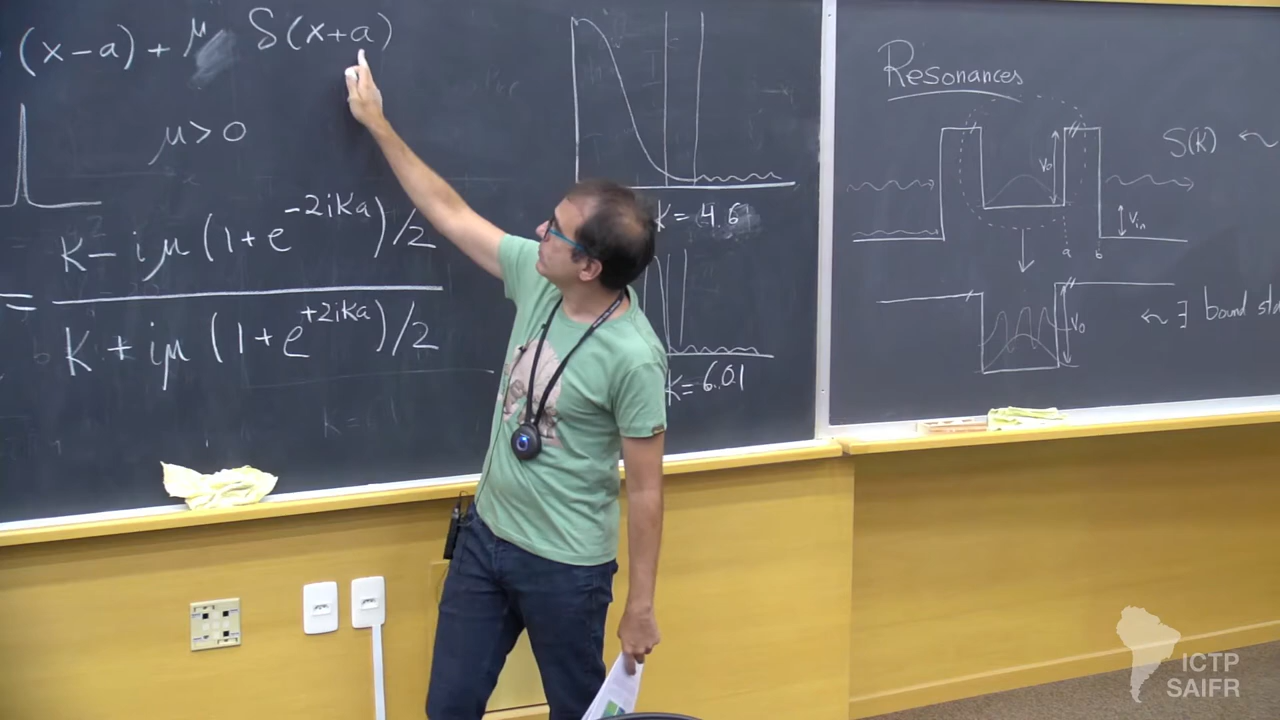 (x-a) + μ δ(x+a)
μ>0
= K - iμ(1+e^{-2iKa})/2
K + iμ(1+e^{+2iKa})/2
K = 4.6
K = 6.01
Resonances
S(K) ←~
V₀
V_in
a b
V₀
←~ ∃ bound sta
ICTP
SAIFR